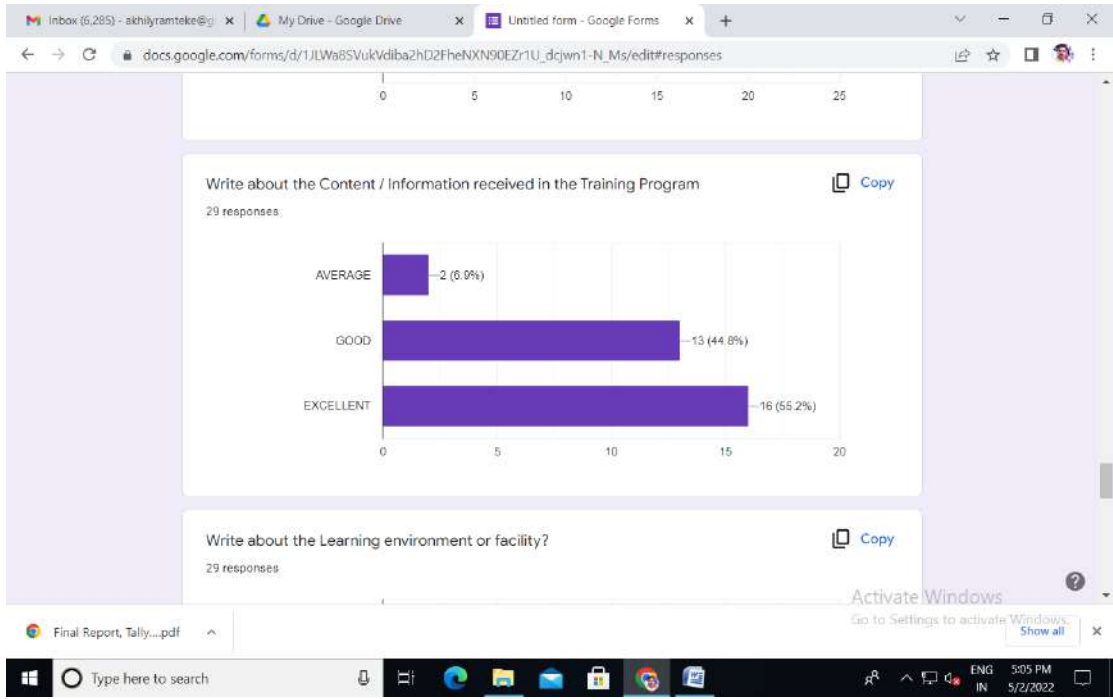 Inbox (6,285) - akhilyramteke@g
My Drive - Google Drive
Untitled form - Google Forms
docs.google.com/forms/d/1JLWa8SVukVdiba2hD2FheNXN90EZr1U_dcjwn1-N_Ms/edit#responses
0 5 10 15 20 25
Write about the Content / Information received in the Training Program
Copy
29 responses
AVERAGE
2 (6.9%)
GOOD
13 (44.8%)
EXCELLENT
16 (55.2%)
0 5 10 15 20
Write about the Learning environment or facility?
Copy
29 responses
Activate Windows
Go to Settings to activate Windows.
Final Report, Tally....pdf
Show all
Type here to search
ENG
IN
5:05 PM
5/2/2022